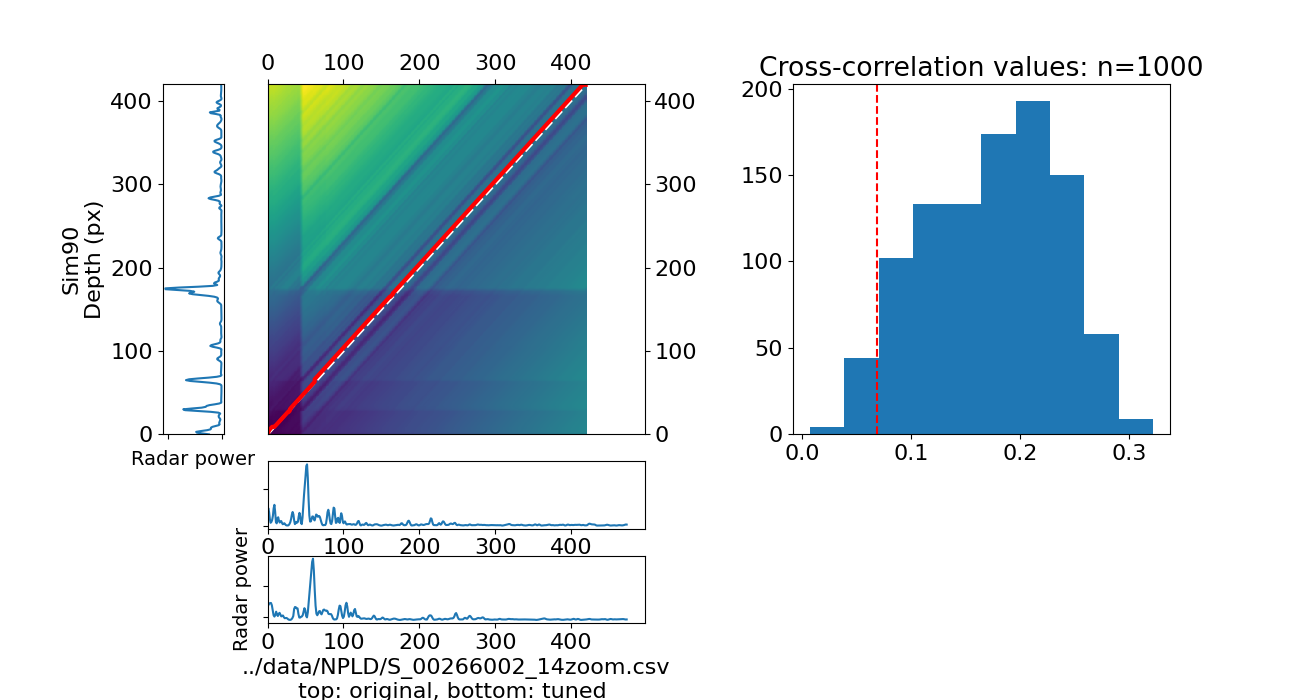 0 100 200 300 400
Cross-correlation values: n=1000
400
300
200
100
0
Sim90
Depth (px)
Radar power
400
300
200
100
0
200
150
100
50
0
0.0 0.1 0.2 0.3
0 100 200 300 400
Radar power
0 100 200 300 400
../data/NPLD/S_00266002_14zoom.csv
top: original, bottom: tuned